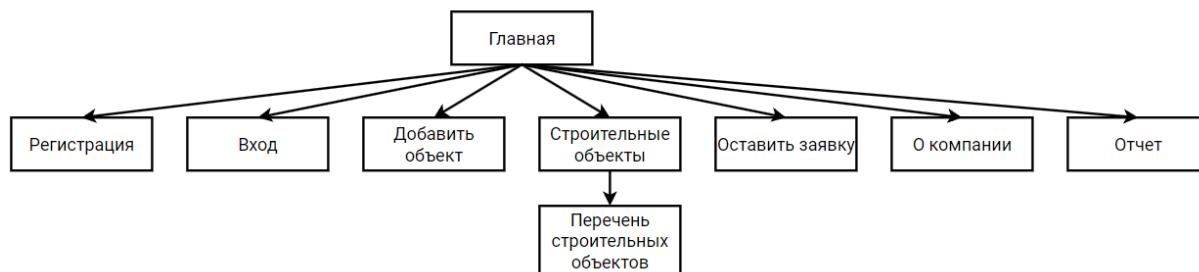 Главная
Регистрация
Вход
Добавить
объект
Строительные
объекты
Оставить заявку
О компании
Отчет
Перечень
строительных
объектов